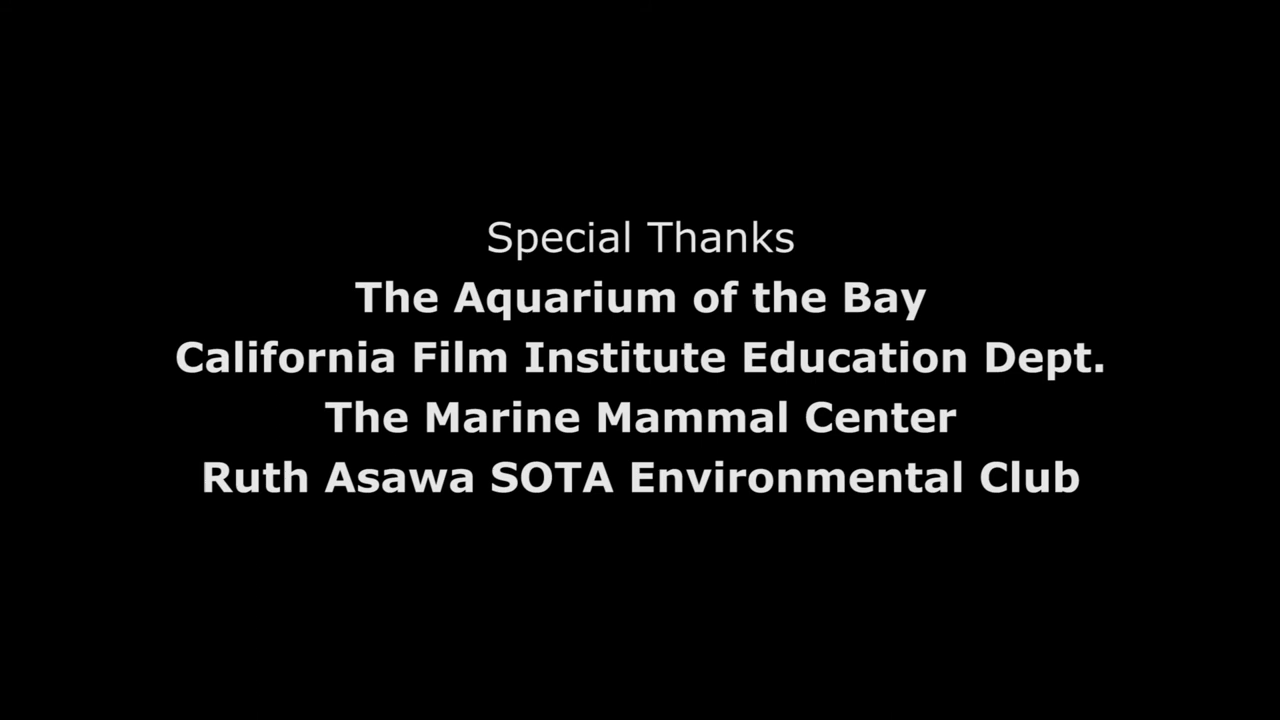 Special Thanks
The Aquarium of the Bay
California Film Institute Education Dept.
The Marine Mammal Center
Ruth Asawa SOTA Environmental Club